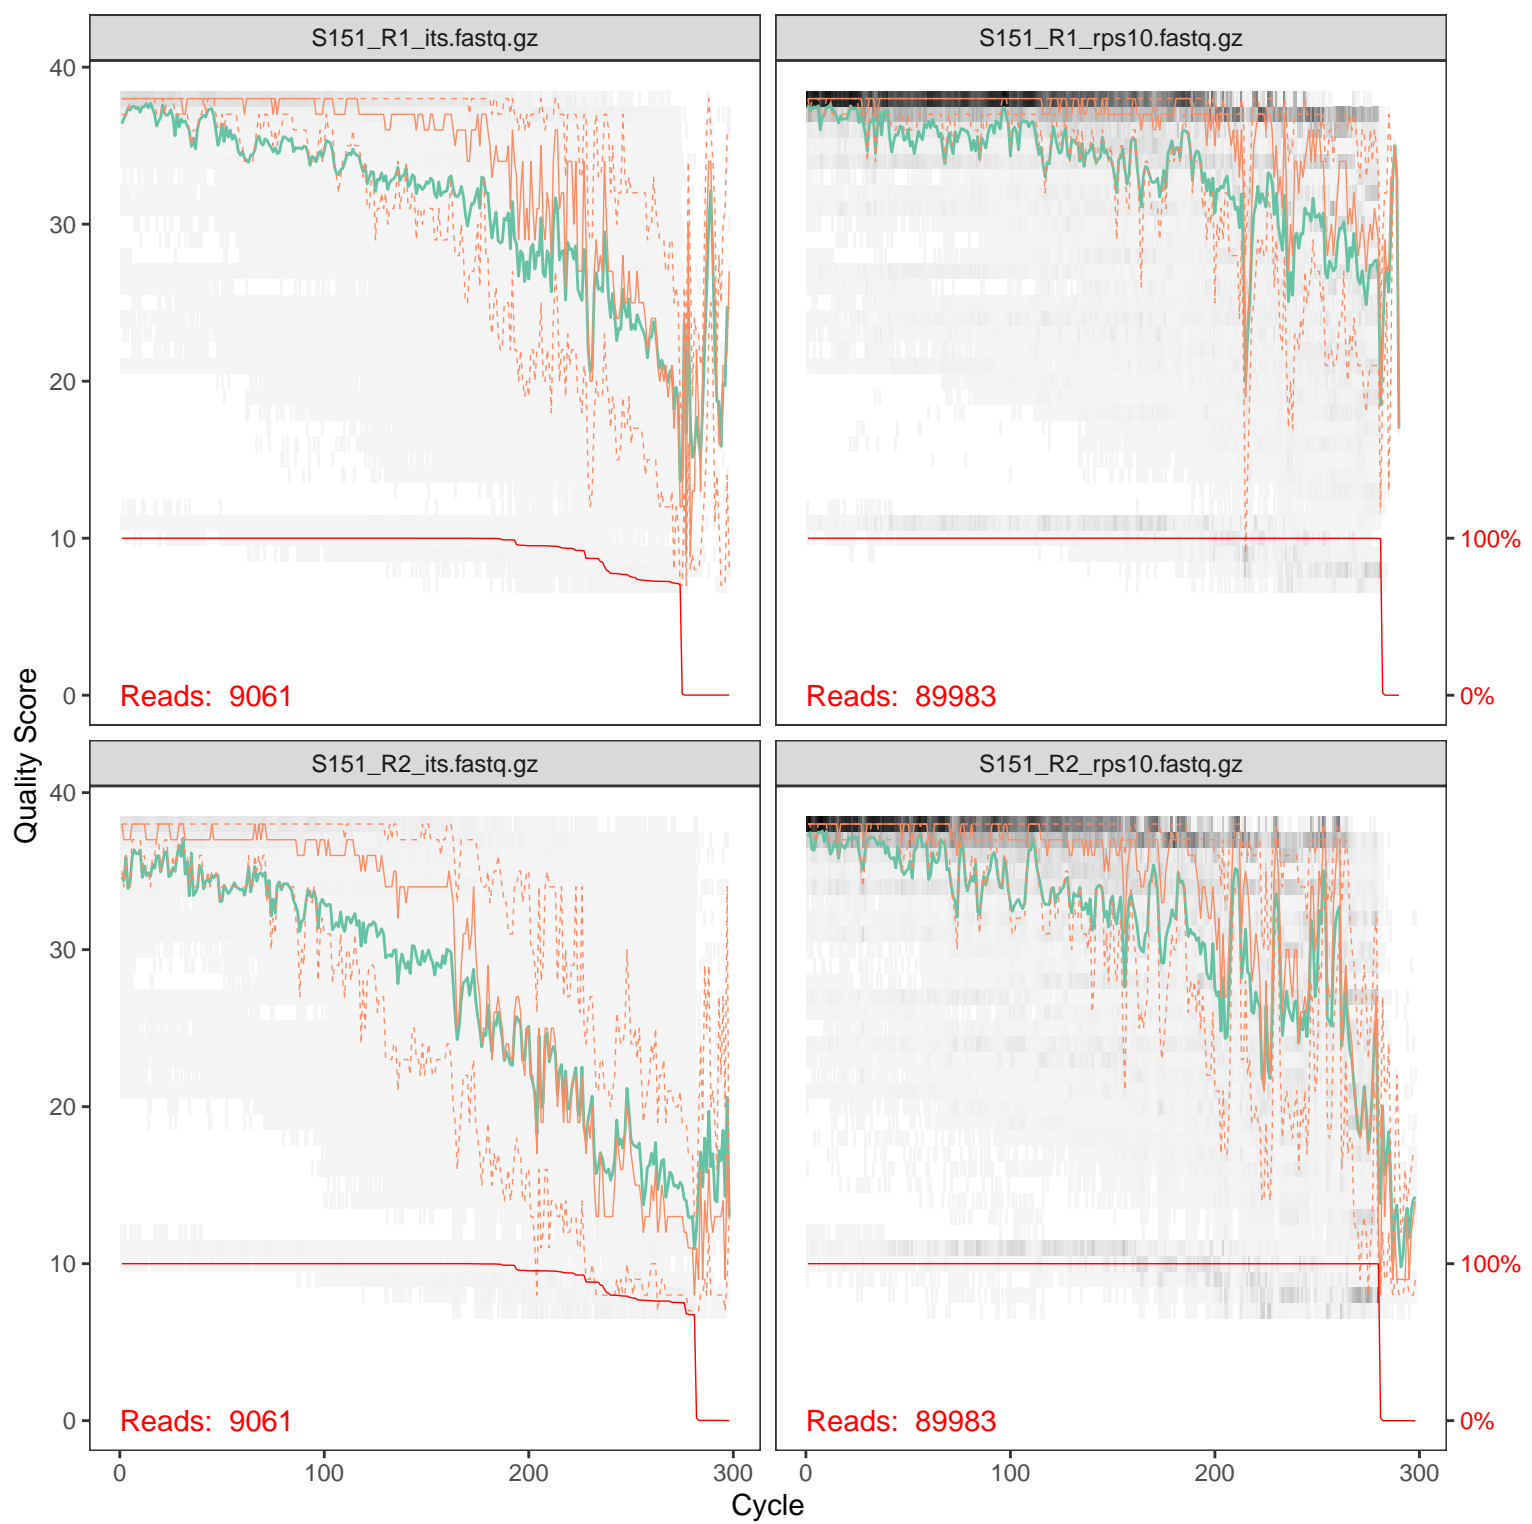 S151_R1_its.fastq.gz
S151_R1_rps10.fastq.gz
40
30
20
10
0
Reads: 9061
Reads: 89983
100%
0%
Quality Score
S151_R2_its.fastq.gz
S151_R2_rps10.fastq.gz
40
30
20
10
0
Reads: 9061
Reads: 89983
100%
0%
0 100 200 300
0 100 200 300
Cycle